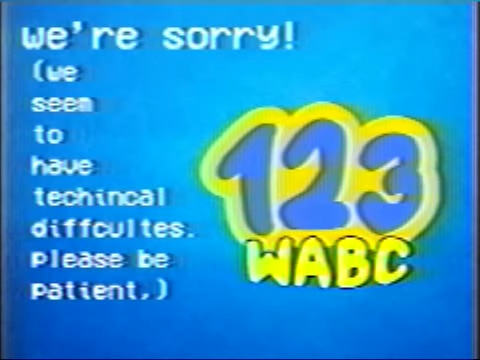 we're sorry!
(we
seem
to
have
techincal
diffcultes.
please be
patient.)
123
WABC